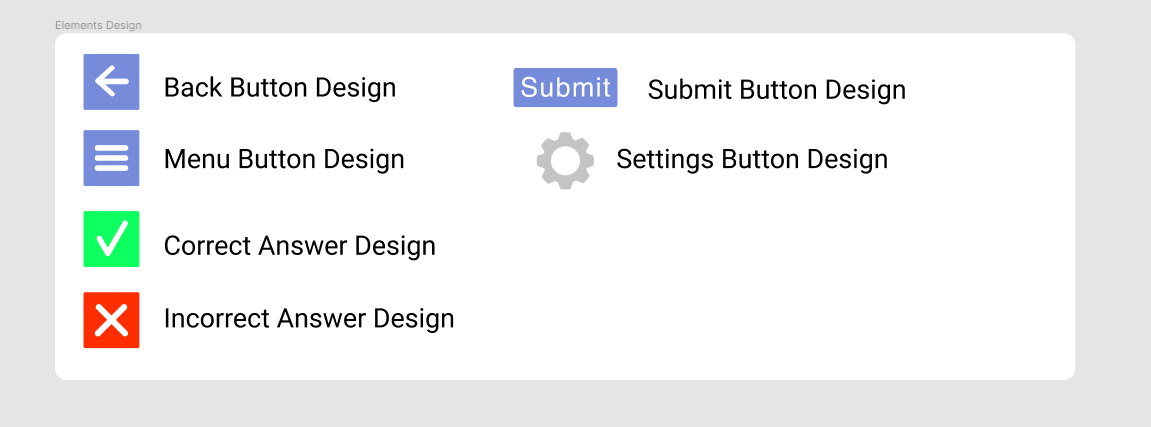 Elements Design
Back Button Design
Menu Button Design
Correct Answer Design
Incorrect Answer Design
Submit
Submit Button Design
Settings Button Design